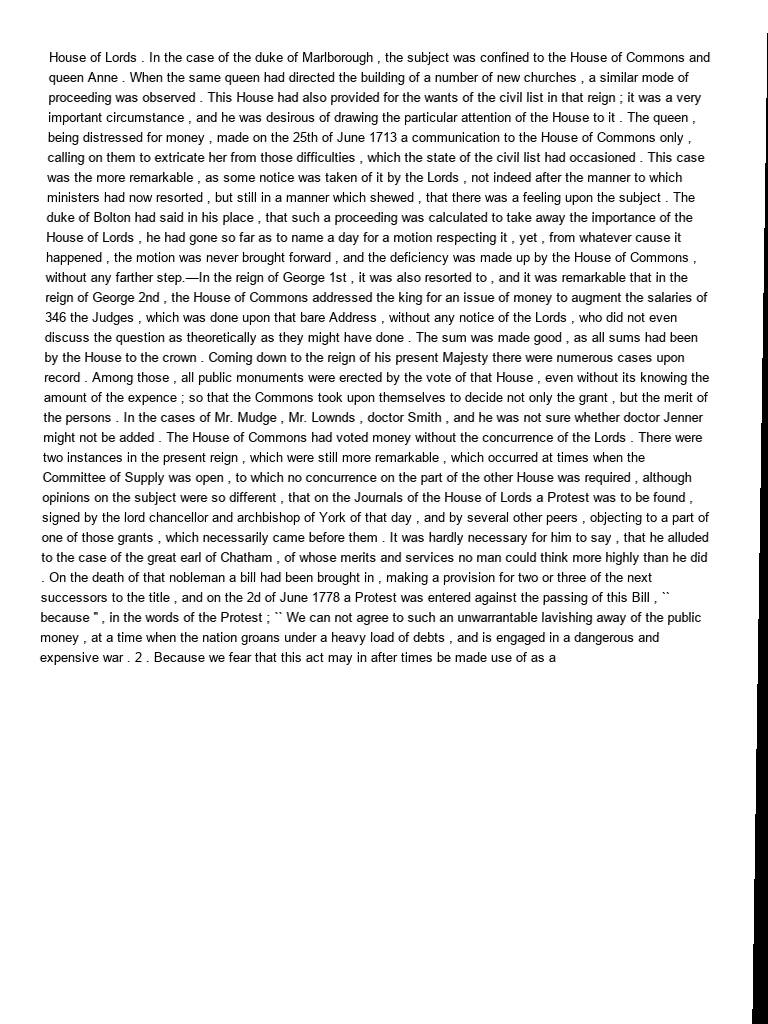 House of Lords . In the case of the duke of Marlborough , the subject was confined to the House of Commons and
queen Anne . When the same queen had directed the building of a number of new churches , a similar mode of
proceeding was observed . This House had also provided for the wants of the civil list in that reign ; it was a very
important circumstance , and he was desirous of drawing the particular attention of the House to it . The queen ,
being distressed for money , made on the 25th of June 1713 a communication to the House of Commons only ,
calling on them to extricate her from those difficulties , which the state of the civil list had occasioned . This case
was the more remarkable , as some notice was taken of it by the Lords , not indeed after the manner to which
ministers had now resorted , but still in a manner which shewed , that there was a feeling upon the subject . The
duke of Bolton had said in his place , that such a proceeding was calculated to take away the importance of the
House of Lords , he had gone so far as to name a day for a motion respecting it , yet , from whatever cause it
happened , the motion was never brought forward , and the deficiency was made up by the House of Commons ,
without any farther step.—In the reign of George 1st , it was also resorted to , and it was remarkable that in the
reign of George 2nd , the House of Commons addressed the king for an issue of money to augment the salaries of
346 the Judges , which was done upon that bare Address , without any notice of the Lords , who did not even
discuss the question as theoretically as they might have done . The sum was made good , as all sums had been
by the House to the crown . Coming down to the reign of his present Majesty there were numerous cases upon
record . Among those , all public monuments were erected by the vote of that House , even without its knowing the
amount of the expence ; so that the Commons took upon themselves to decide not only the grant , but the merit of
the persons . In the cases of Mr. Mudge , Mr. Lownds , doctor Smith , and he was not sure whether doctor Jenner
might not be added . The House of Commons had voted money without the concurrence of the Lords . There were
two instances in the present reign , which were still more remarkable , which occurred at times when the
Committee of Supply was open , to which no concurrence on the part of the other House was required , although
opinions on the subject were so different , that on the Journals of the House of Lords a Protest was to be found ,
signed by the lord chancellor and archbishop of York of that day , and by several other peers , objecting to a part of
one of those grants , which necessarily came before them . It was hardly necessary for him to say , that he alluded
to the case of the great earl of Chatham , of whose merits and services no man could think more highly than he did
. On the death of that nobleman a bill had been brought in , making a provision for two or three of the next
successors to the title , and on the 2d of June 1778 a Protest was entered against the passing of this Bill , ``
because '' , in the words of the Protest ; `` We can not agree to such an unwarrantable lavishing away of the public
money , at a time when the nation groans under a heavy load of debts , and is engaged in a dangerous and
expensive war . 2 . Because we fear that this act may in after times be made use of as a